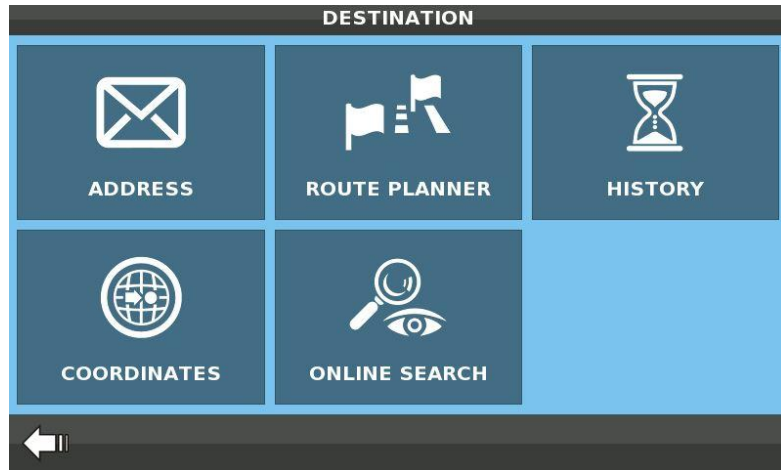 DESTINATION
ADDRESS
ROUTE PLANNER
HISTORY
COORDINATES
ONLINE SEARCH